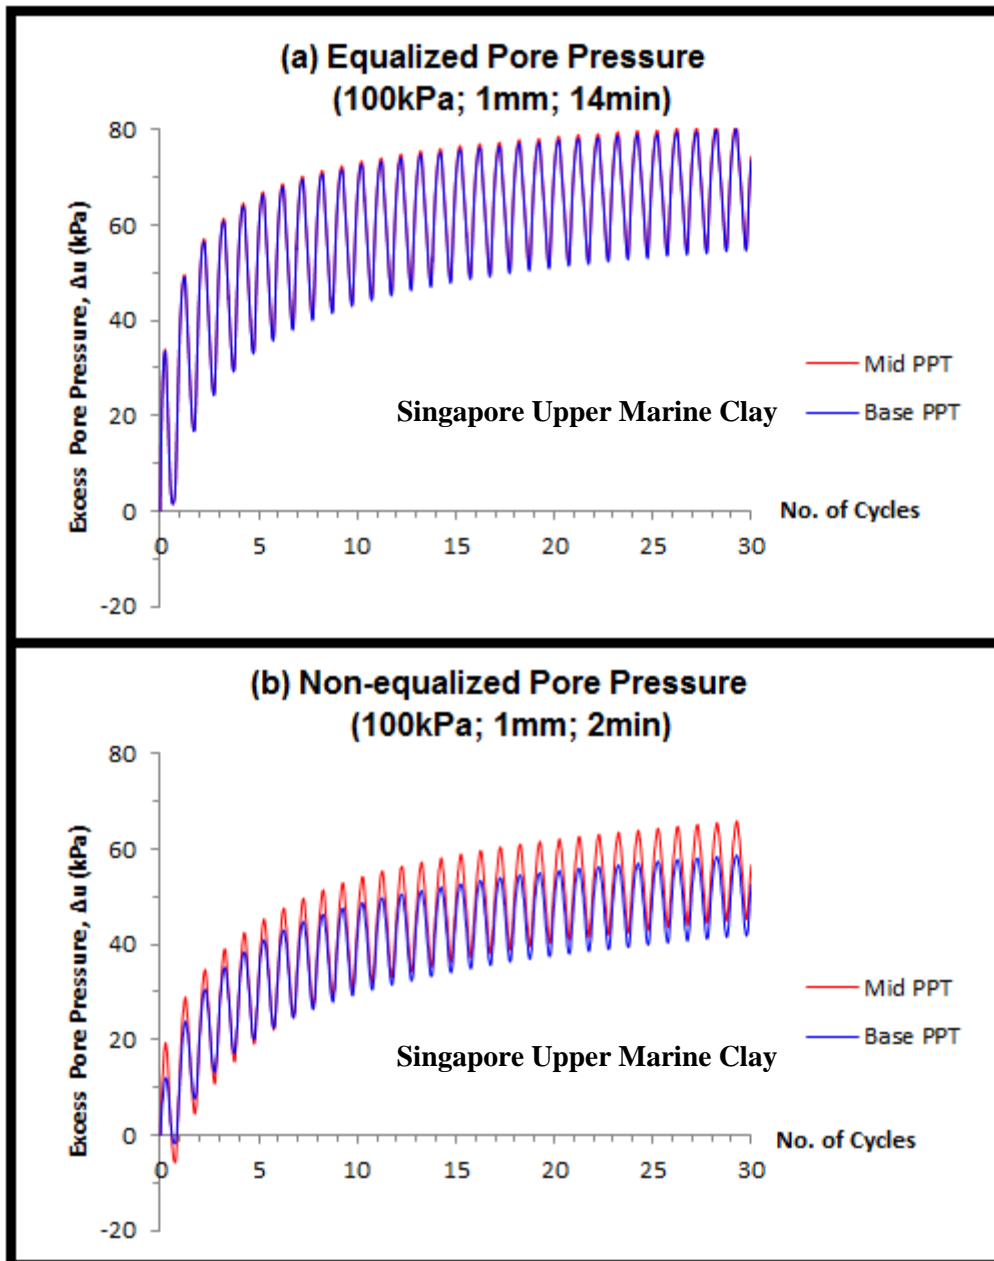 (a) Equalized Pore Pressure
(100kPa; 1mm; 14min)
80
60
40
20
0
-20
Excess Pore Pressure, Δu (kPa)
Mid PPT
Singapore Upper Marine Clay
Base PPT
No. of Cycles
0 5 10 15 20 25 30
(b) Non-equalized Pore Pressure
(100kPa; 1mm; 2min)
80
60
40
20
0
-20
Excess Pore Pressure, Δu (kPa)
Mid PPT
Base PPT
Singapore Upper Marine Clay
No. of Cycles
0 5 10 15 20 25 30